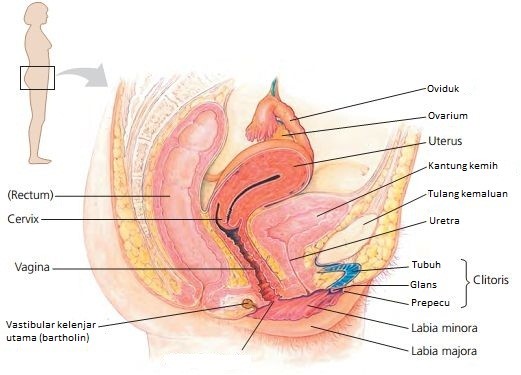 Oviduk
Ovarium
Uterus
Kantung kemih
Tulang kemaluan
Uretra
Tubuh
Glans
Prepecu
Clitoris
Labia minora
Labia majora
(Rectum)
Cervix
Vagina
Vastibular kelenjar
utama (bartholin)